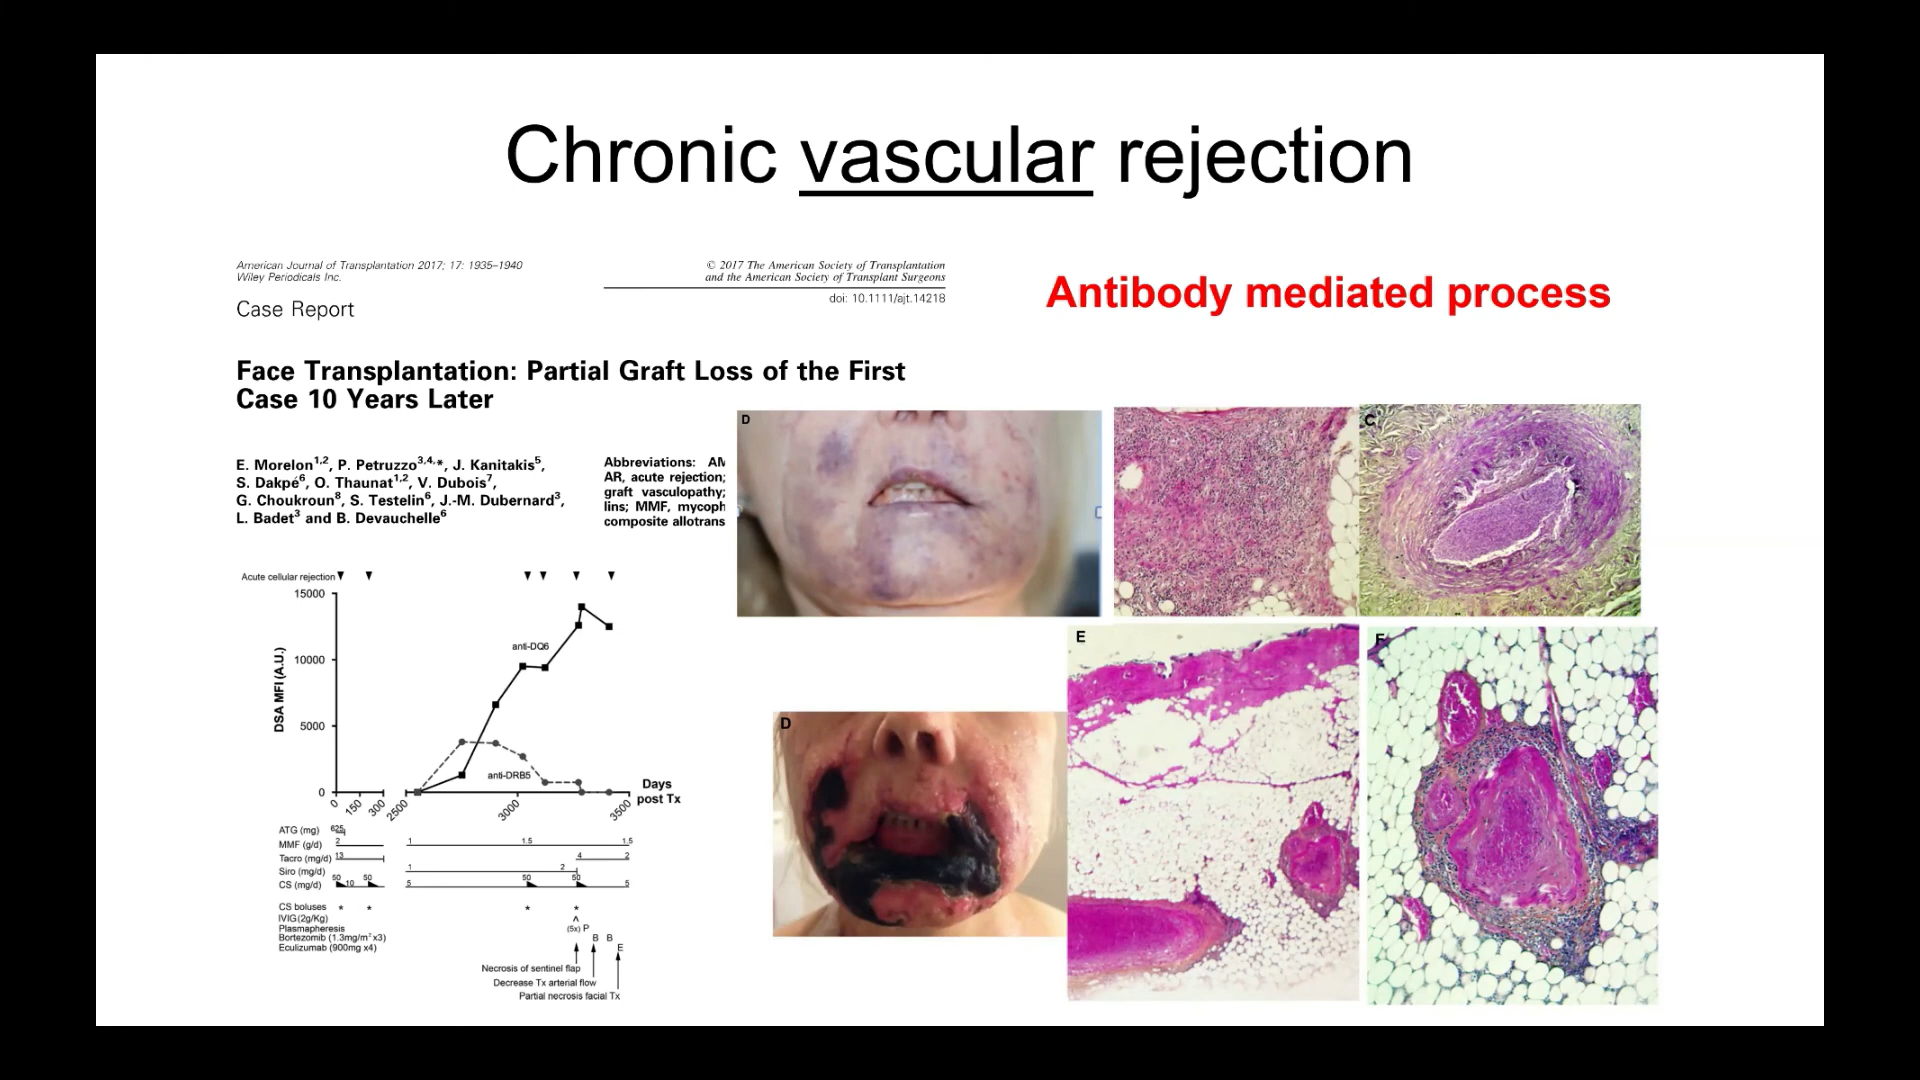 Chronic vascular rejection
American Journal of Transplantation 2017; 17: 1935–1940
Wiley Periodicals Inc.
© 2017 The American Society of Transplantation
and the American Society of Transplant Surgeons
doi: 10.1111/ajt.14218
Case Report
Antibody mediated process
Face Transplantation: Partial Graft Loss of the First
Case 10 Years Later
E. Morelon1,2, P. Petruzzo3,4,*, J. Kanitakis5,
S. Dakpé6, O. Thaunat1,2, V. Dubois7,
G. Choukroun8, S. Testelin6, J.-M. Dubernard3,
L. Badet3 and B. Devauchelle6
Abbreviations: AM
AR, acute rejection;
graft vasculopathy;
lins; MMF, mycoph
composite allotrans
D
C
D
E
F
Acute cellular rejection
DSA MFI (A.U.)
15000
10000
5000
0
anti-DQ6
anti-DRB5
0 150 300 2500 3000 3500
Days
post Tx
ATG (mg) 625
MMF (g/d) 2 1 1.5 1.5
Tacro (mg/d) 13 4 2
Siro (mg/d) 1 2
CS (mg/d) 50 10 50 5 50 50 5
CS boluses * * * *
IVIG(2g/Kg) ^
Plasmapheresis (5x) P
Bortezomib (1.3mg/m2x3) B B
Eculizumab (900mg x4) E
Necrosis of sentinel flap
Decrease Tx arterial flow
Partial necrosis facial Tx